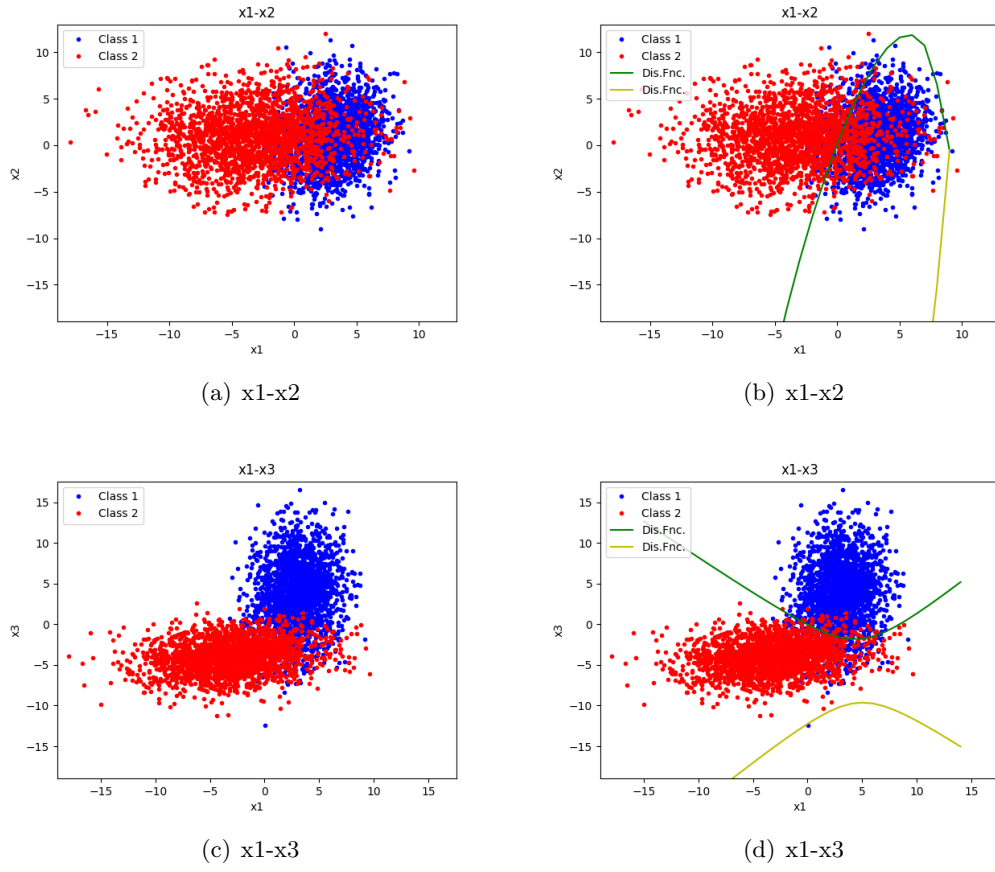 x1-x2
Class 1
Class 2
10
5
0
−5
−10
−15
x2
−15 −10 −5 0 5 10
x1
(a) x1-x2
x1-x2
Class 1
Class 2
Dis.Fnc.
Dis.Fnc.
10
5
0
−5
−10
−15
x2
−15 −10 −5 0 5 10
x1
(b) x1-x2
x1-x3
Class 1
Class 2
17.5
15
10
5
0
−5
−10
−15
x3
−15 −10 −5 0 5 10 15
x1
(c) x1-x3
x1-x3
Class 1
Class 2
Dis.Fnc.
Dis.Fnc.
15
10
5
0
−5
−10
−15
x3
−15 −10 −5 0 5 10 15
x1
(d) x1-x3